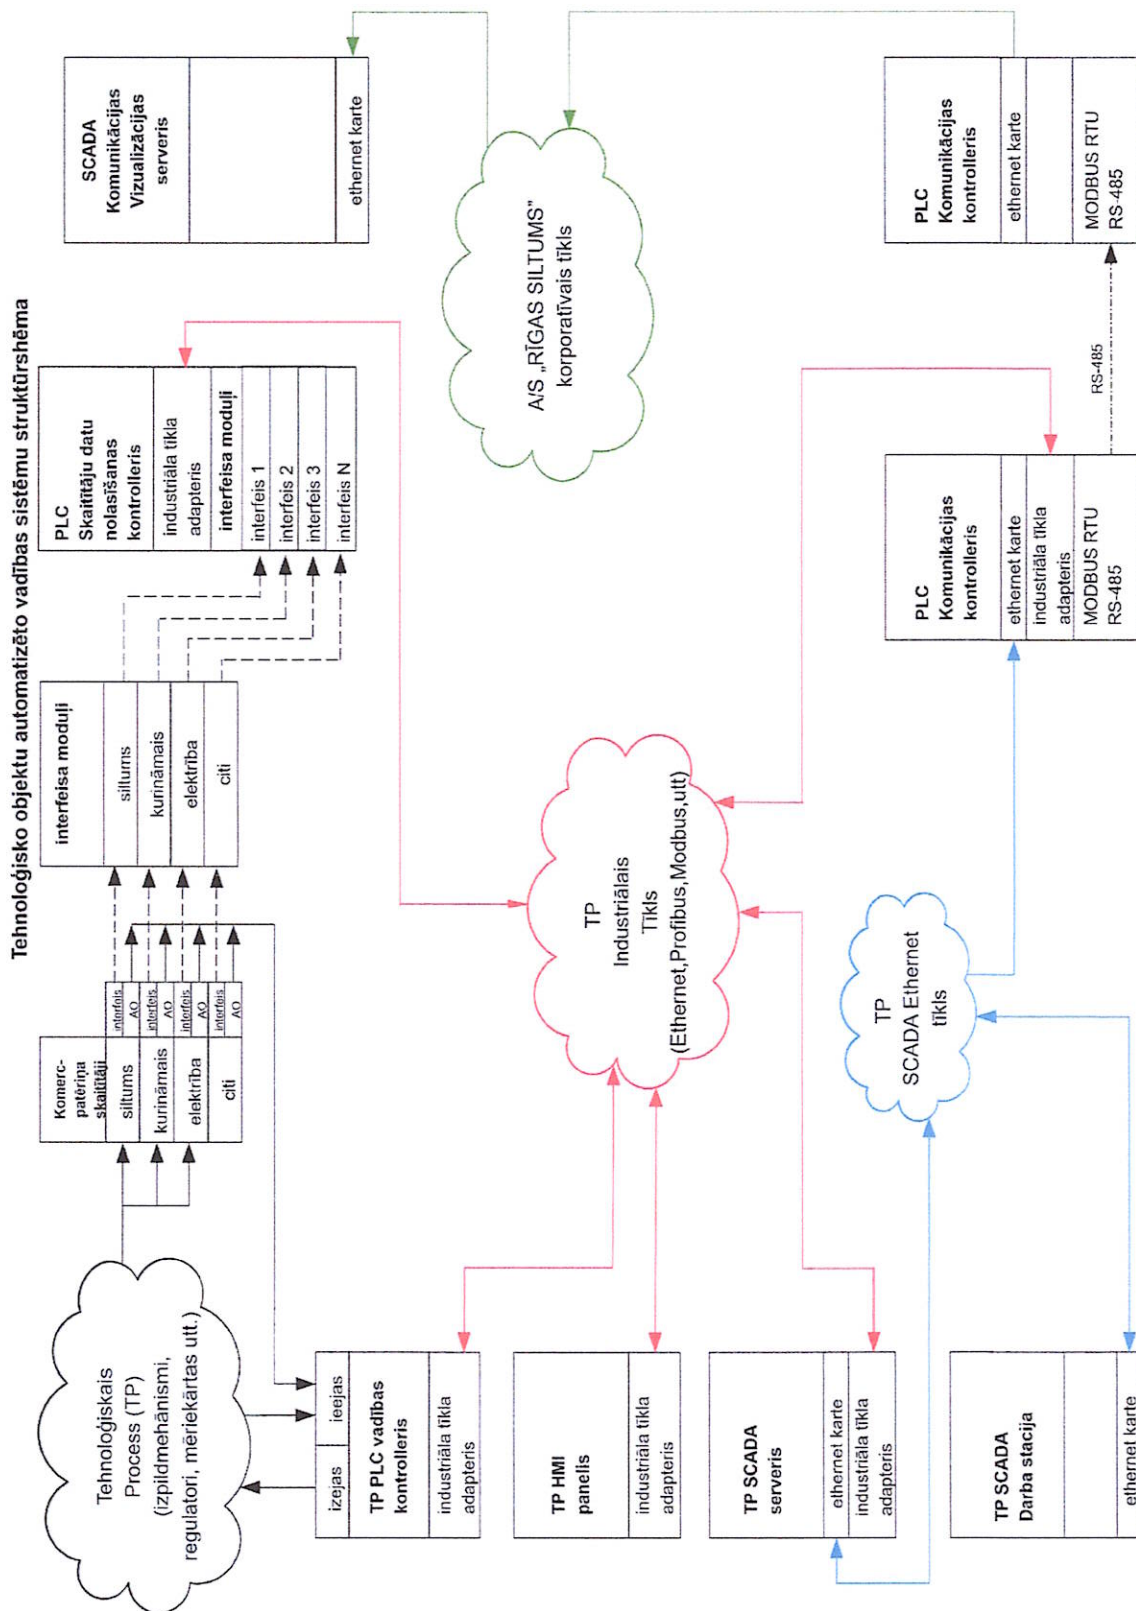 Tehnoloģisko objektu automatizēto vadības sistēmu struktūrshēma
Tehnoloģiskais
Process (TP)
(izpildmehānismi,
regulatori, mēriekārtas utt.)
Komerc-
patēriņa
skaitītāji
siltums
kurināmais
elektrība
citi
interfeis
AO
interfeis
AO
interfeis
AO
interfeis
AO
interfeisa moduļi
siltums
kurināmais
elektrība
citi
PLC
Skaitītāju datu
nolasīšanas
kontrolleris
industriāla tīkla
adapteris
interfeisa moduļi
interfeis 1
interfeis 2
interfeis 3
interfeis N
SCADA
Komunikācijas
Vizualizācijas
serveris
ethernet karte
izejas
ieejas
TP PLC vadības
kontrolleris
industriāla tīkla
adapteris
TP HMI
panelis
industriāla tīkla
adapteris
TP SCADA
serveris
ethernet karte
industriāla tīkla
adapteris
TP SCADA
Darba stacija
ethernet karte
TP
Industriālais
Tīkls
(Ethernet,Profibus,Modbus,utt)
TP
SCADA Ethernet
tīkls
A/S „RĪGAS SILTUMS”
korporatīvais tīkls
PLC
Komunikācijas
kontrolleris
ethernet karte
industriāla tīkla
adapteris
MODBUS RTU
RS-485
RS-485
PLC
Komunikācijas
kontrolleris
ethernet karte
MODBUS RTU
RS-485